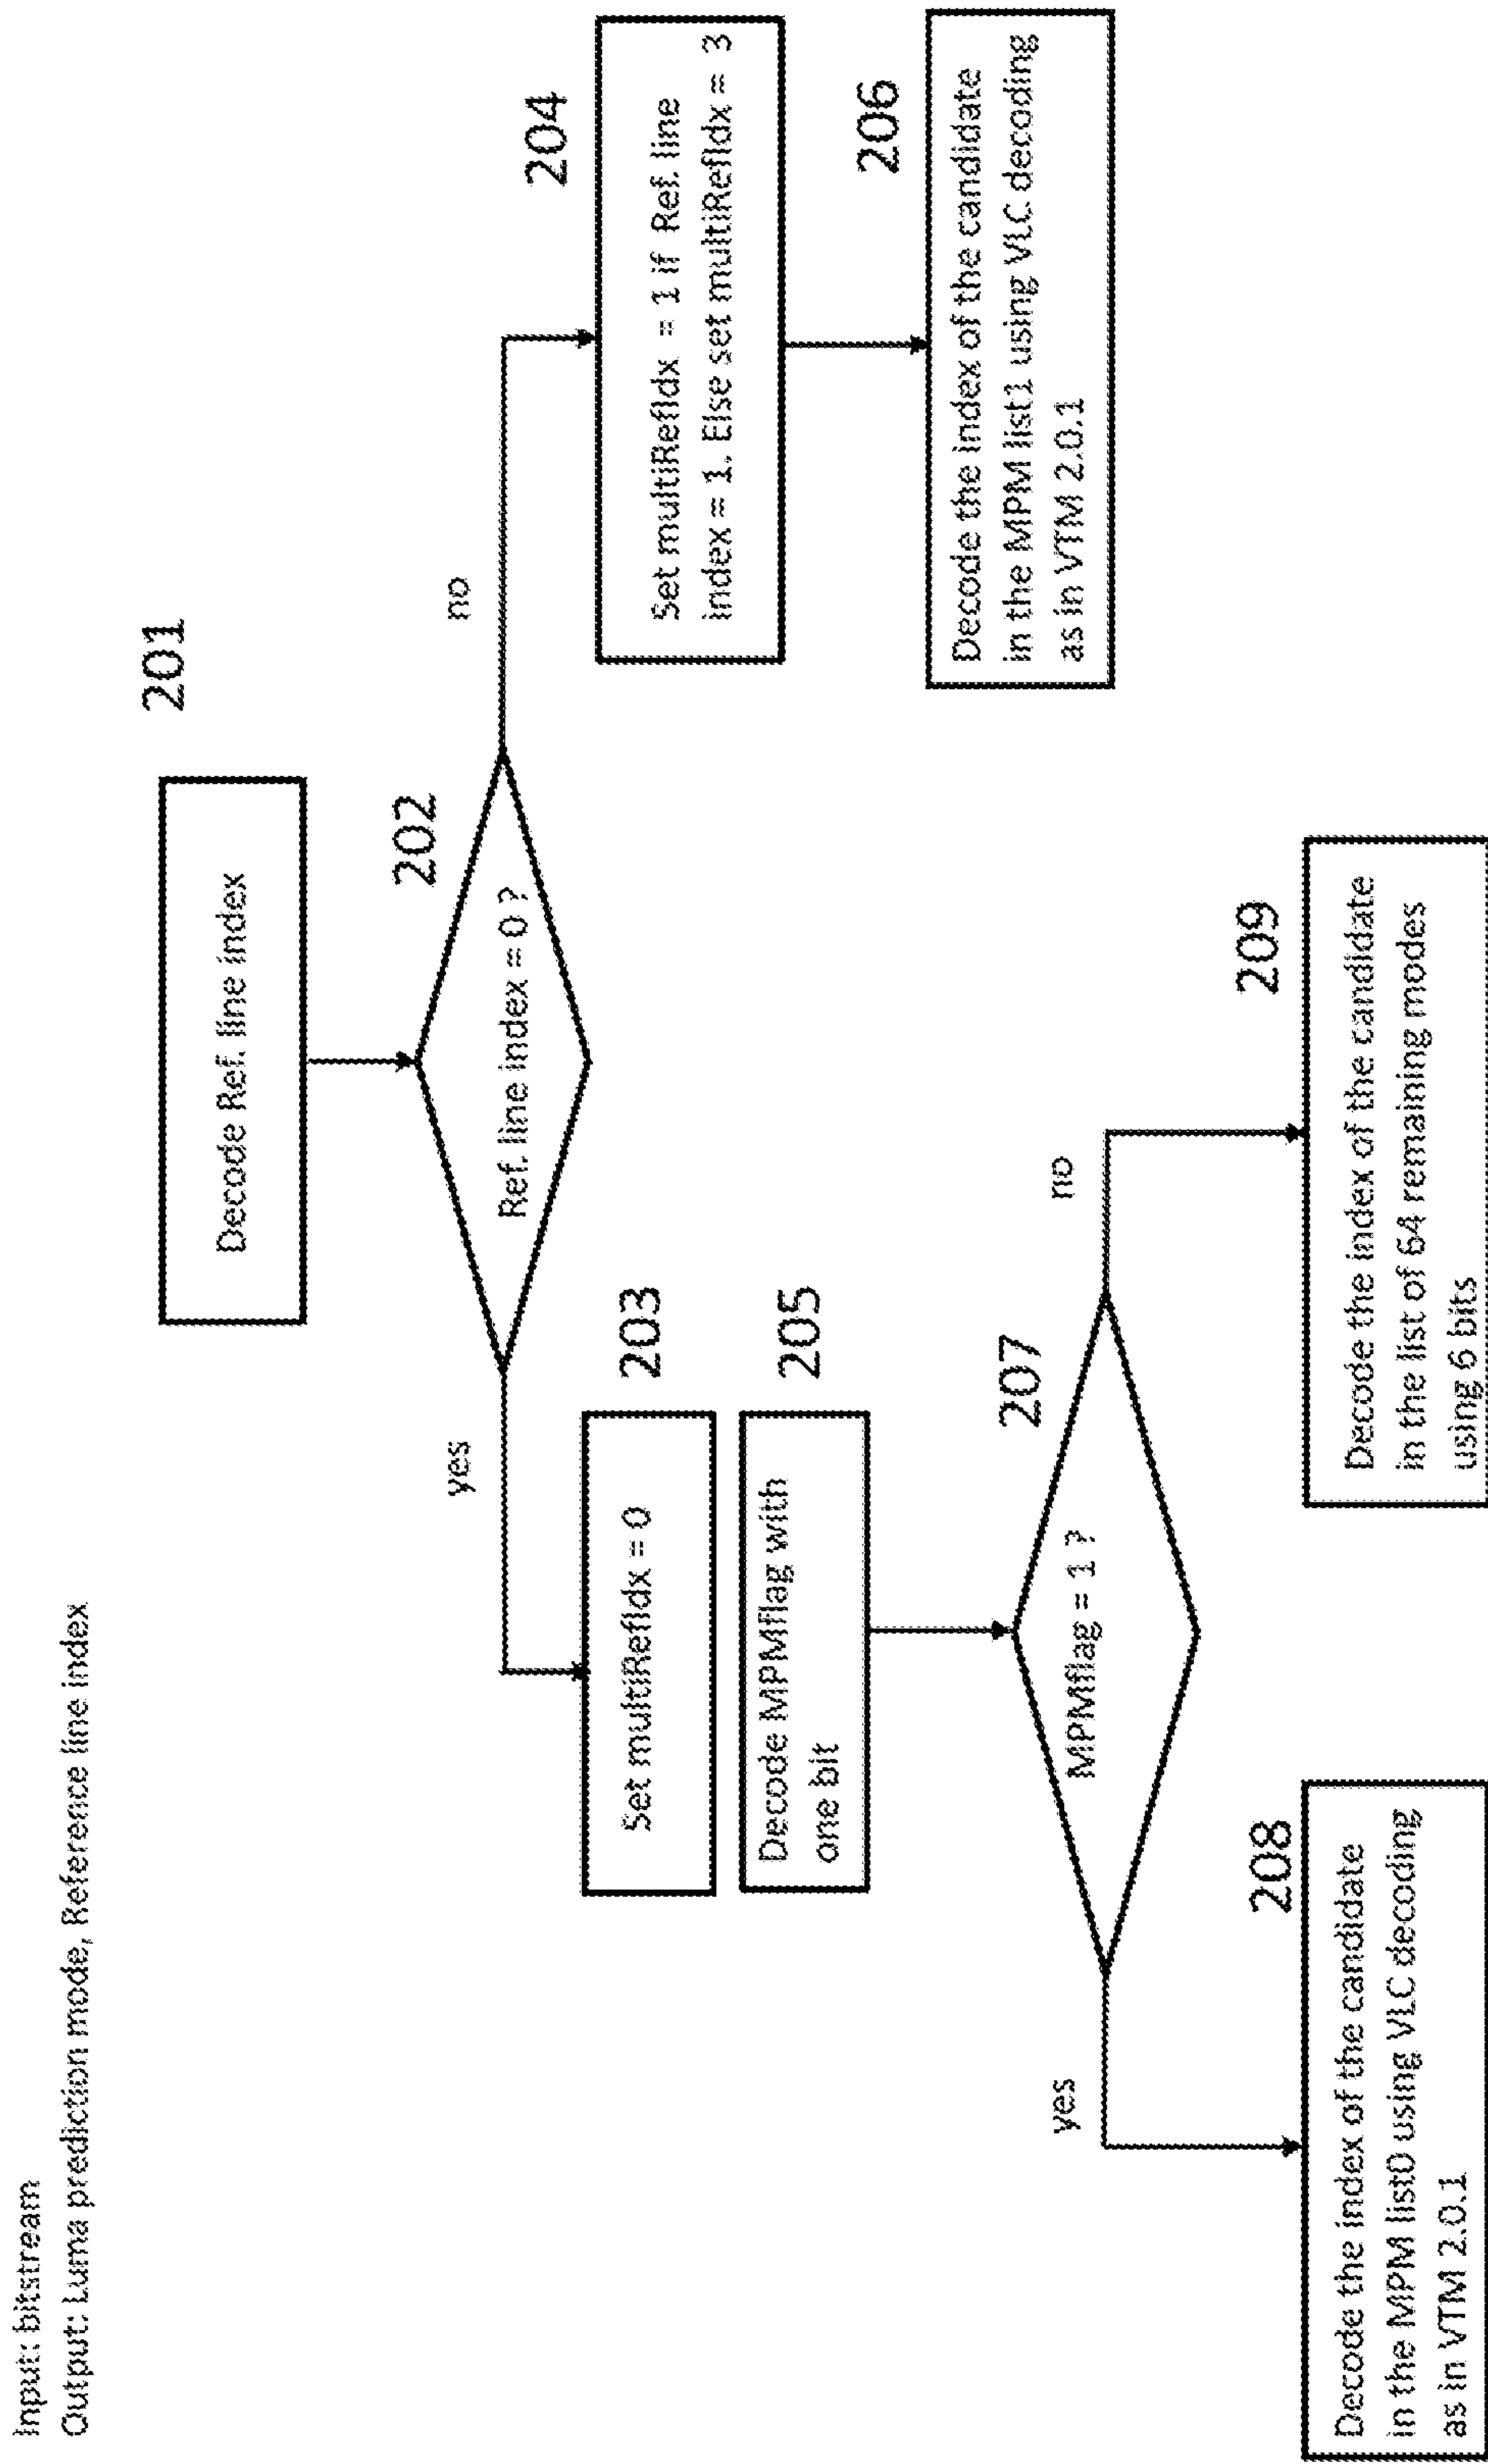 Input: bitstream
Output: Luma prediction mode, Reference line index
201
Decode Ref. line index
202
Ref. line index = 0 ?
yes
no
203
Set multiRefIdx = 0
204
Set multiRefIdx = 1 if Ref. line
index = 1. Else set multiRefIdx = 3
205
Decode MPMflag with
one bit
206
Decode the index of the candidate
in the MPM list1 using VLC decoding
as in VTM 2.0.1
207
MPMflag = 1 ?
yes
no
208
Decode the index of the candidate
in the MPM list0 using VLC decoding
as in VTM 2.0.1
209
Decode the index of the candidate
in the list of 64 remaining modes
using 6 bits